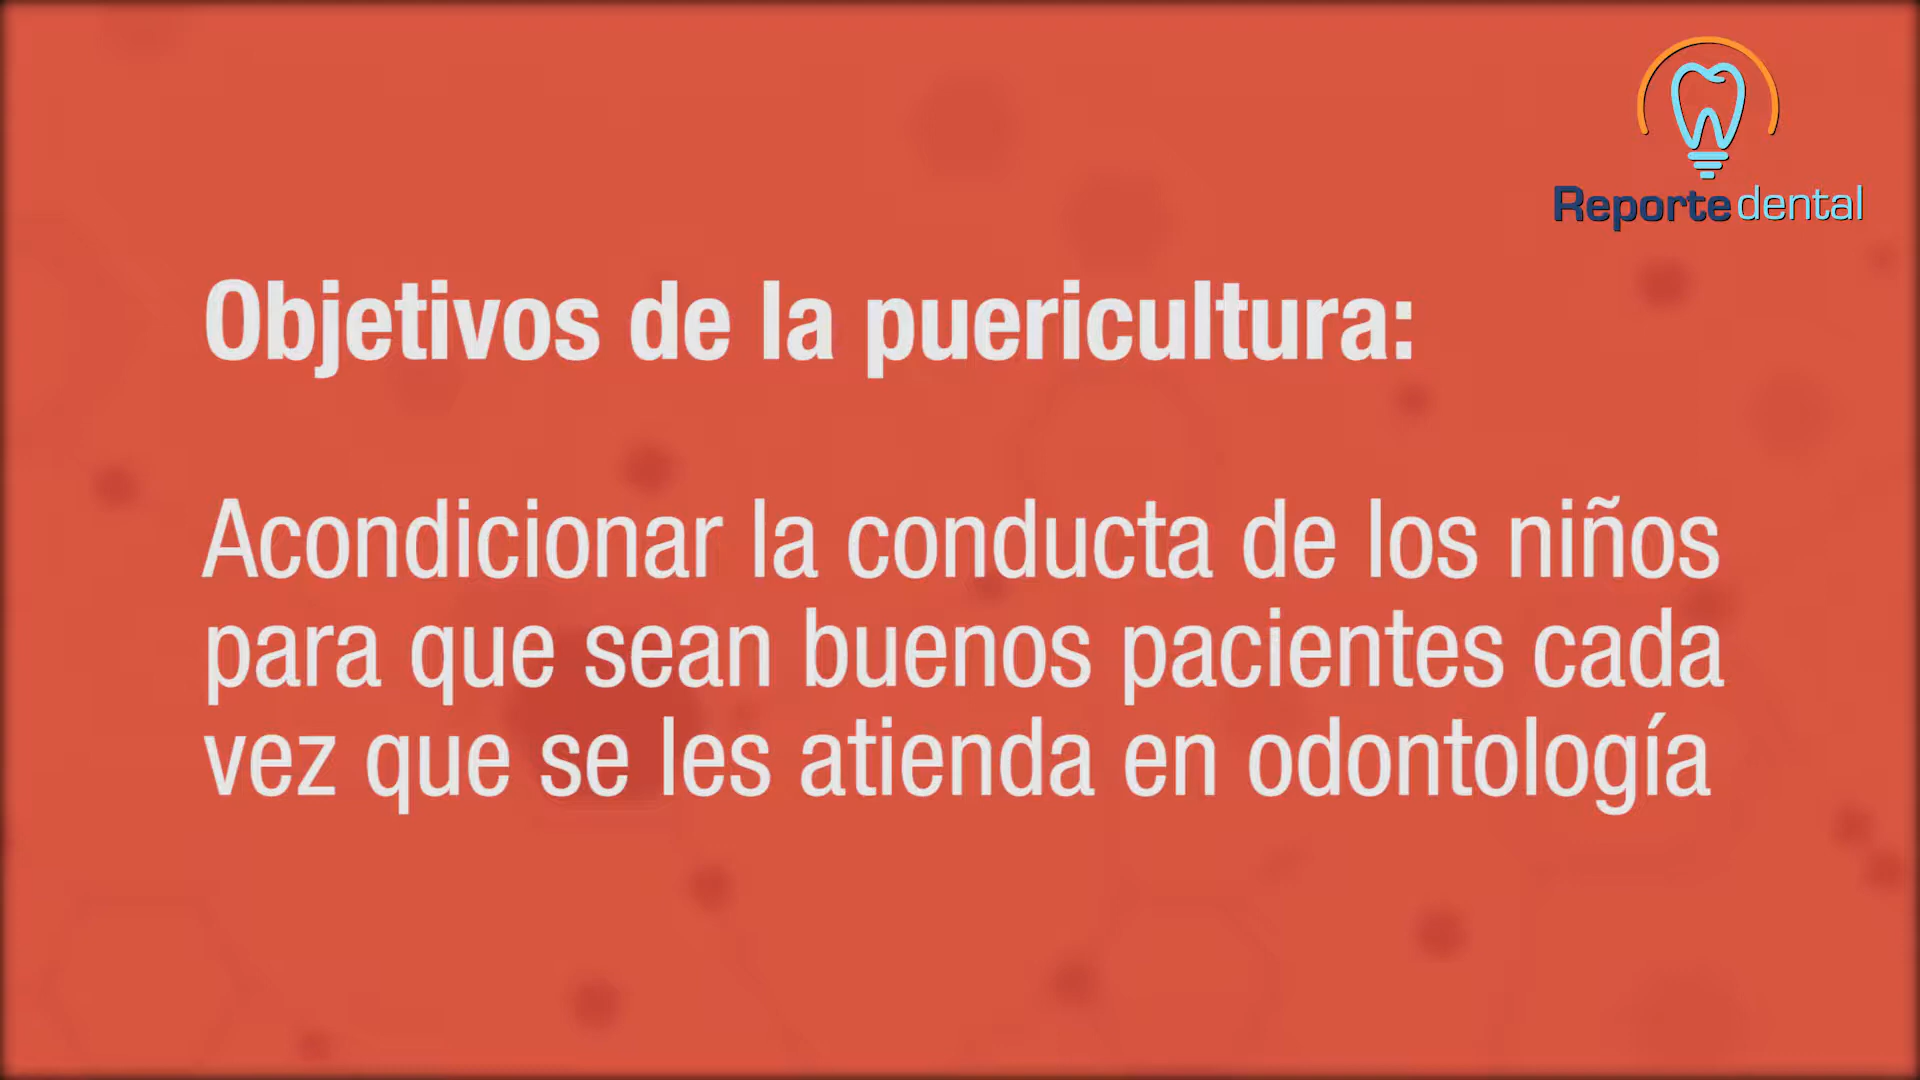 Reporte dental
Objetivos de la puericultura:
Acondicionar la conducta de los niños
para que sean buenos pacientes cada
vez que se les atienda en odontología